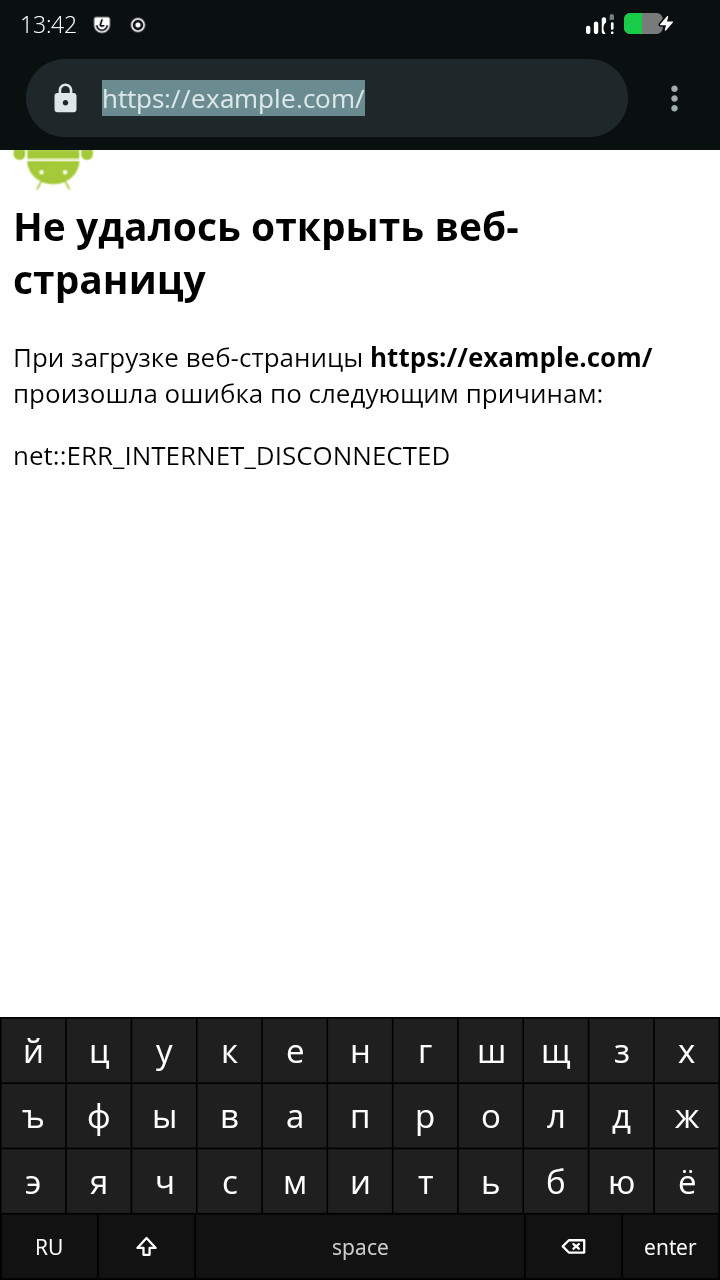 13:42
https://example.com/
Не удалось открыть веб-
страницу
При загрузке веб-страницы https://example.com/
произошла ошибка по следующим причинам:
net::ERR_INTERNET_DISCONNECTED
й ц у к е н г ш щ з х
ъ ф ы в а п р о л д ж
э я ч с м и т ь б ю ё
RU space enter